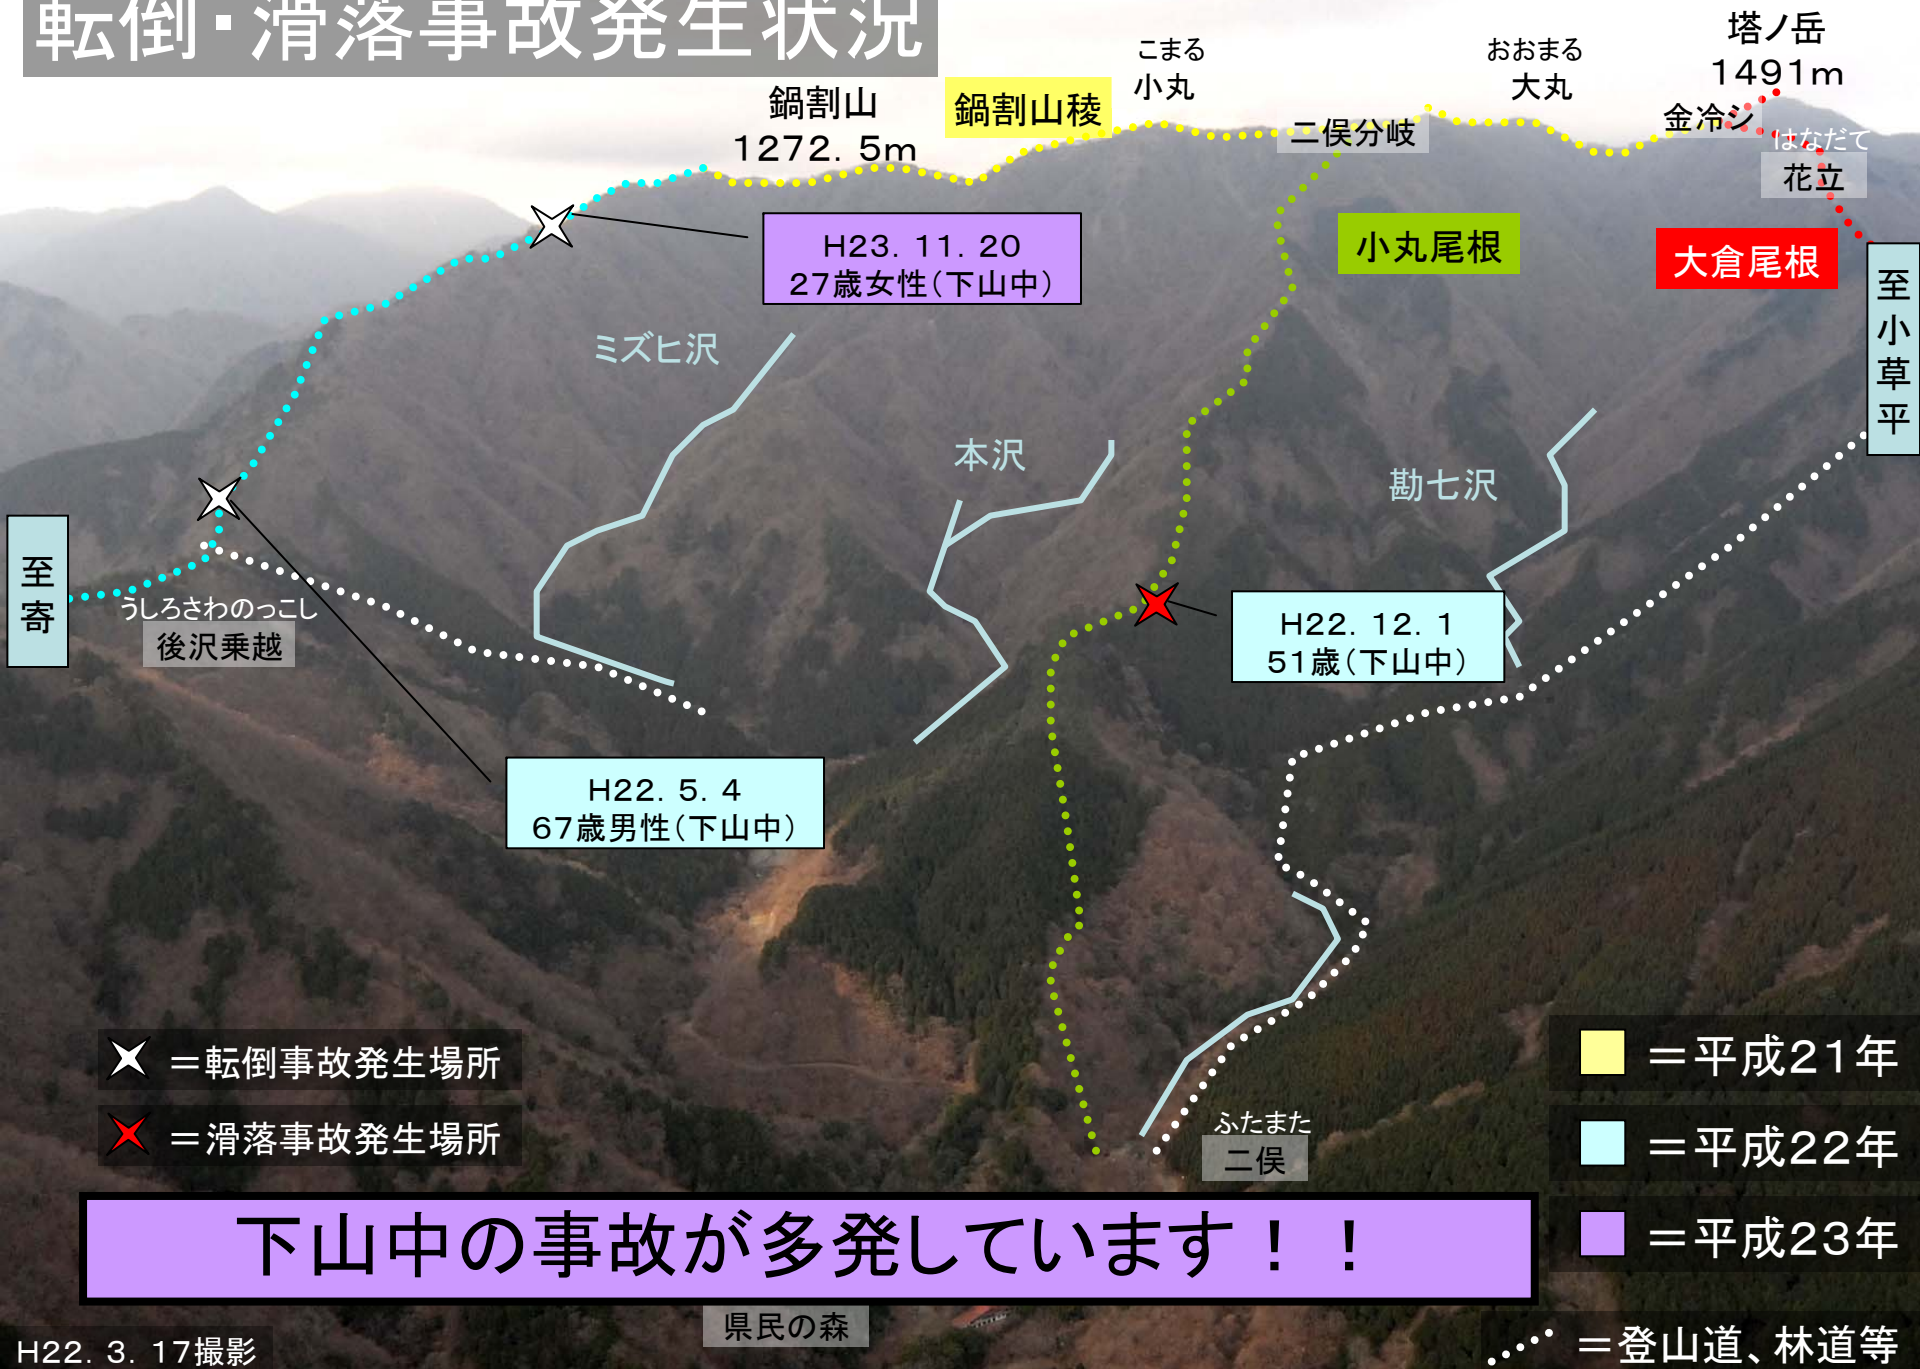 転倒・滑落事故発生状況
塔ノ岳
1491m
こまる
小丸
おおまる
大丸
鍋割山
1272.5m
鍋割山稜
二俣分岐
金冷シ
はなだて
花立
H23.11.20
27歳女性(下山中)
小丸尾根
大倉尾根
至小草平
ミズヒ沢
本沢
勘七沢
至寄
うしろさわのっこし
後沢乗越
H22.12.1
51歳(下山中)
H22.5.4
67歳男性(下山中)
=転倒事故発生場所
=滑落事故発生場所
ふたまた
二俣
=平成21年
=平成22年
=平成23年
下山中の事故が多発しています!!
県民の森
H22.3.17撮影
=登山道、林道等